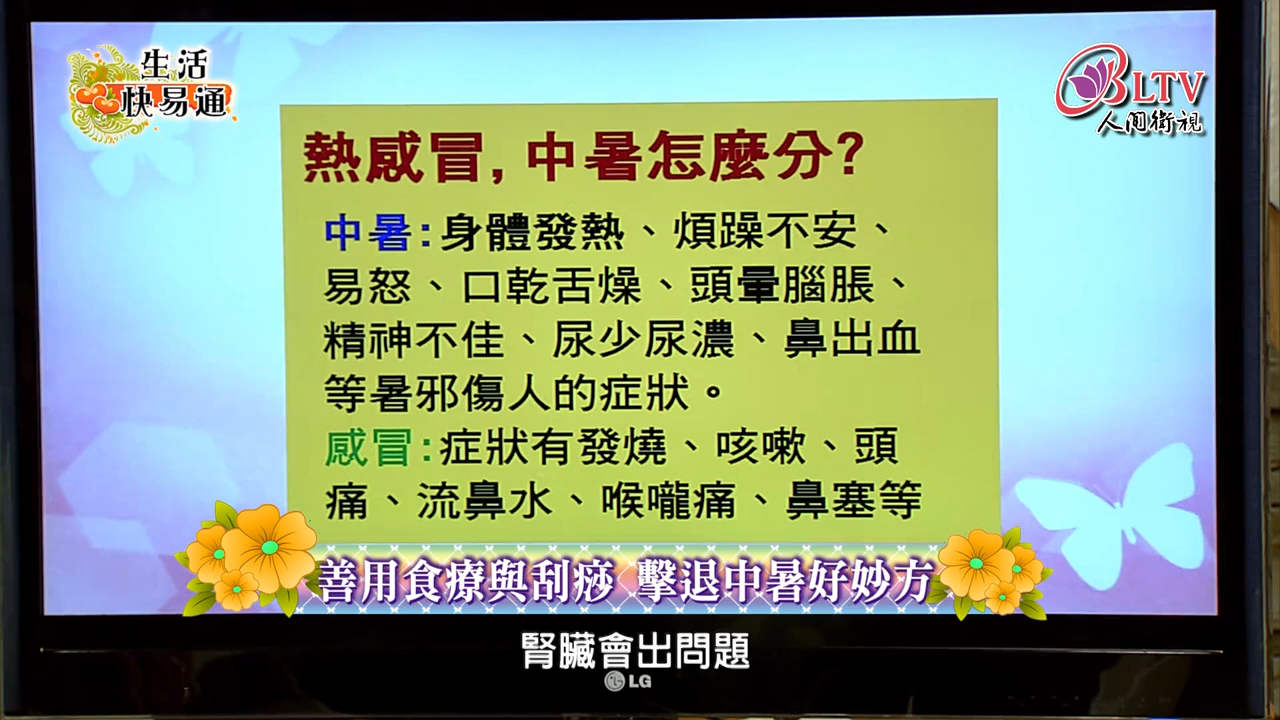 生活
快易通
BLTV
人间衛視
熱感冒,中暑怎麼分?
中暑:身體發熱、煩躁不安、
易怒、口乾舌燥、頭暈腦脹、
精神不佳、尿少尿濃、鼻出血
等暑邪傷人的症狀。
感冒:症狀有發燒、咳嗽、頭
痛、流鼻水、喉嚨痛、鼻塞等
善用食療與刮痧 擊退中暑好妙方
腎臟會出問題
LG